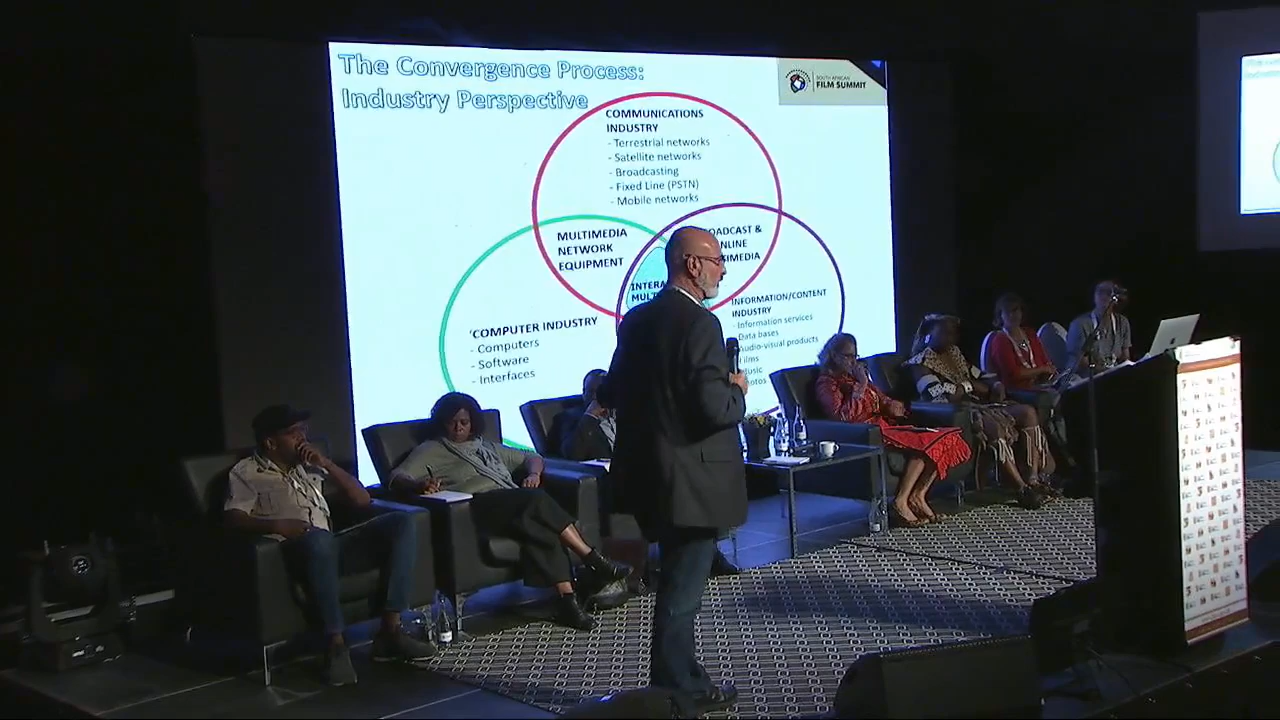 The Convergence Process:
Industry Perspective
SOUTH AFRICAN
FILM SUMMIT
COMMUNICATIONS
INDUSTRY
- Terrestrial networks
- Satellite networks
- Broadcasting
- Fixed Line (PSTN)
- Mobile networks
MULTIMEDIA
NETWORK
EQUIPMENT
&
'COMPUTER INDUSTRY
- Computers
- Software
- Interfaces
INFORMATION/CONTENT
INDUSTRY
- Information services
- Data bases
Audio-visual products